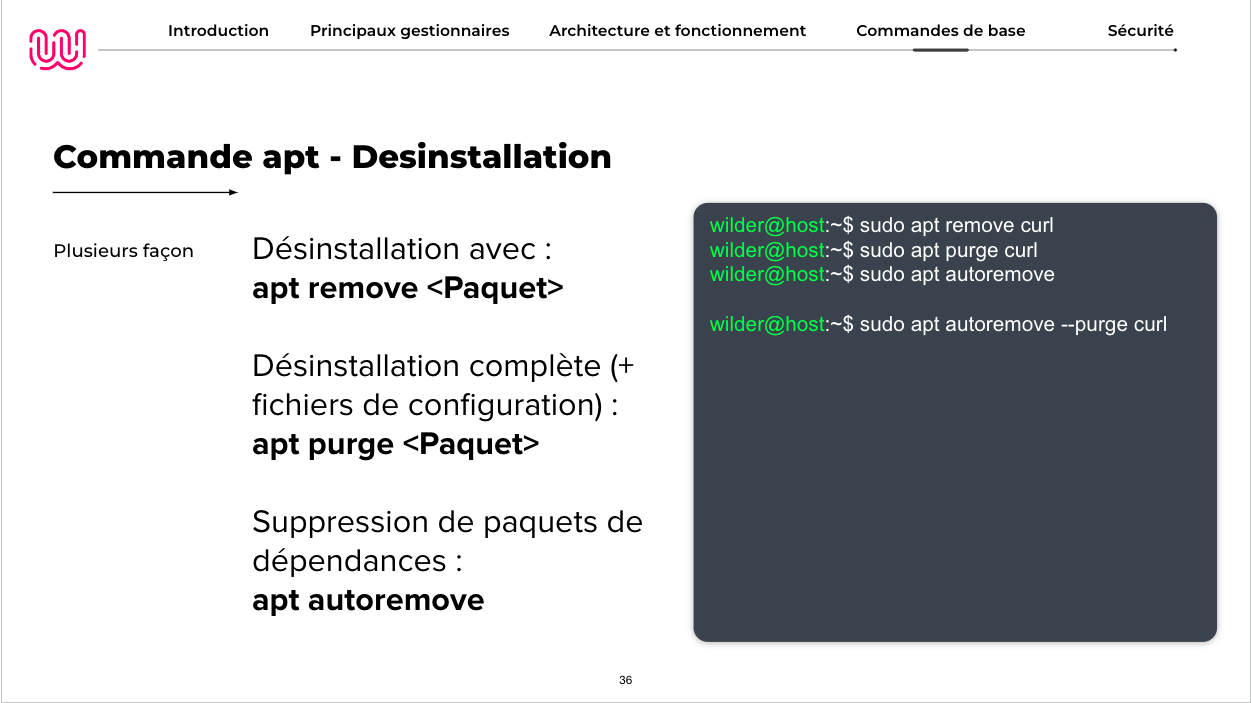 Introduction
Principaux gestionnaires
Architecture et fonctionnement
Commandes de base
Sécurité
Commande apt - Desinstallation
Plusieurs façon
Désinstallation avec :
apt remove <Paquet>
Désinstallation complète (+
fichiers de configuration) :
apt purge <Paquet>
Suppression de paquets de
dépendances :
apt autoremove
wilder@host:~$ sudo apt remove curl
wilder@host:~$ sudo apt purge curl
wilder@host:~$ sudo apt autoremove
wilder@host:~$ sudo apt autoremove --purge curl
36